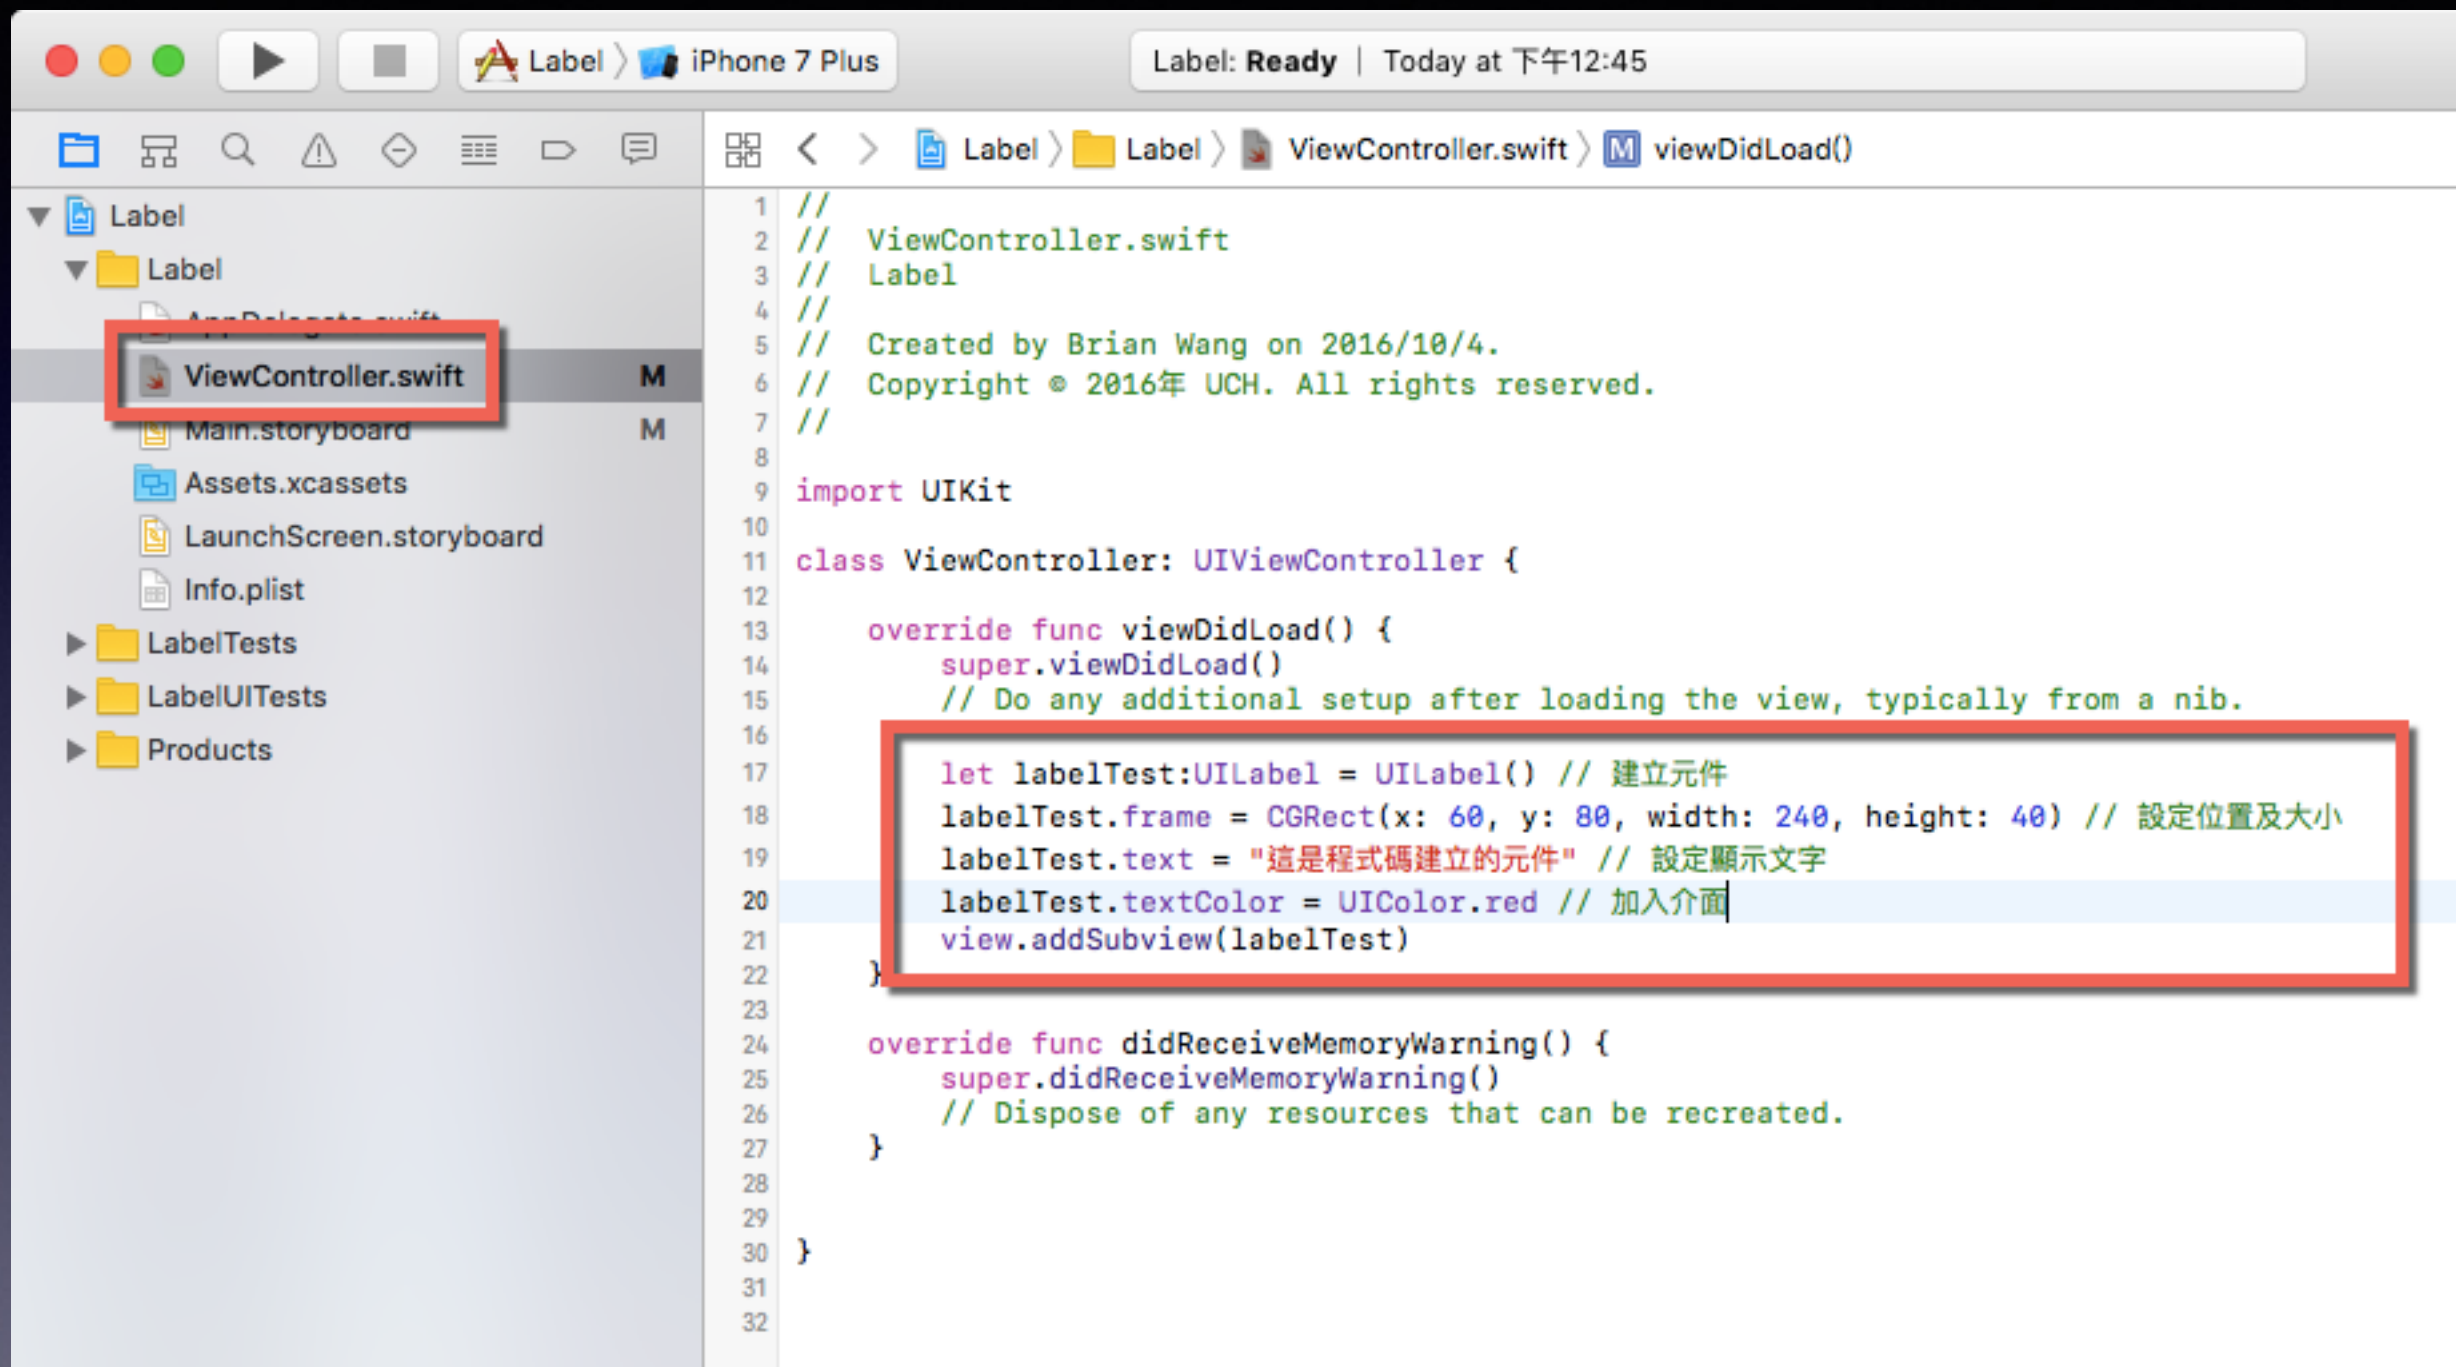 Label 〉 iPhone 7 Plus
Label: Ready | Today at 下午12:45
Label 〉 Label 〉 ViewController.swift 〉 M viewDidLoad()
Label
Label
AppDelegate.swift
ViewController.swift M
Main.storyboard M
Assets.xcassets
LaunchScreen.storyboard
Info.plist
LabelTests
LabelUITests
Products
1 //
2 //  ViewController.swift
3 //  Label
4 //
5 //  Created by Brian Wang on 2016/10/4.
6 //  Copyright © 2016年 UCH. All rights reserved.
7 //
8
9 import UIKit
10
11 class ViewController: UIViewController {
12
13     override func viewDidLoad() {
14         super.viewDidLoad()
15         // Do any additional setup after loading the view, typically from a nib.
16
17         let labelTest:UILabel = UILabel() // 建立元件
18         labelTest.frame = CGRect(x: 60, y: 80, width: 240, height: 40) // 設定位置及大小
19         labelTest.text = "這是程式碼建立的元件" // 設定顯示文字
20         labelTest.textColor = UIColor.red // 加入介面
21         view.addSubview(labelTest)
22     }
23
24     override func didReceiveMemoryWarning() {
25         super.didReceiveMemoryWarning()
26         // Dispose of any resources that can be recreated.
27     }
28
29
30 }
31
32